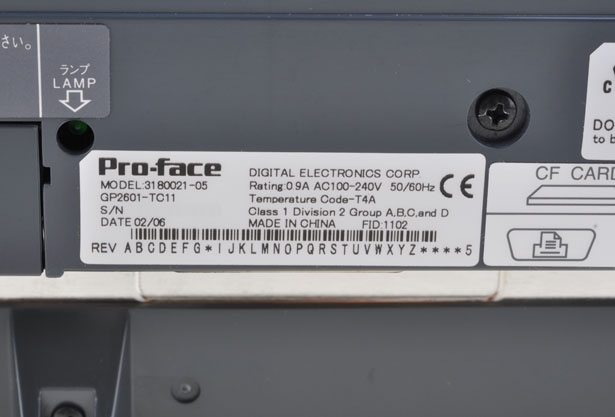 さい。
ランプ
LAMP
Pro-face
MODEL:3180021-05
GP2601-TC11
S/N
DATE 02/06
DIGITAL ELECTRONICS CORP.
Rating:0.9A AC100-240V 50/60Hz
Temperature Code-T4A
Class 1 Division 2 Group A,B,C,and D
MADE IN CHINA FID:1102
CE
REV A B C D E F G * I J K L M N O P Q R S T U V W X Y Z * * * * 5
DO
to b
CF CARD